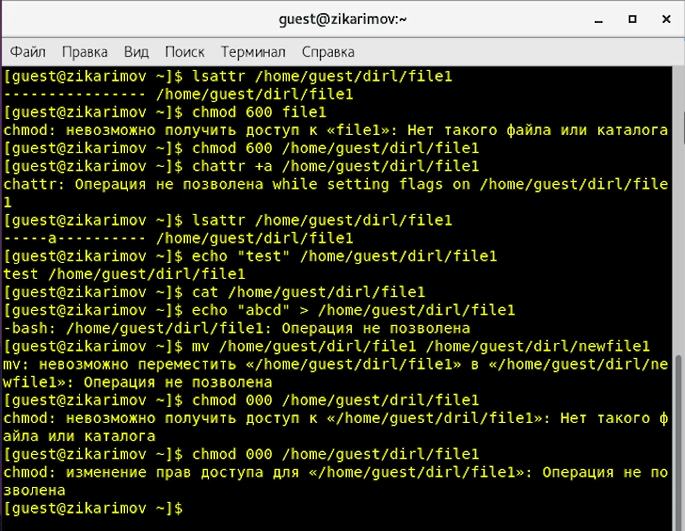 guest@zikarimov:~
Файл Правка Вид Поиск Терминал Справка
[guest@zikarimov ~]$ lsattr /home/guest/dirl/file1
---------------- /home/guest/dirl/file1
[guest@zikarimov ~]$ chmod 600 file1
chmod: невозможно получить доступ к «file1»: Нет такого файла или каталога
[guest@zikarimov ~]$ chmod 600 /home/guest/dirl/file1
[guest@zikarimov ~]$ chattr +a /home/guest/dirl/file1
chattr: Операция не позволена while setting flags on /home/guest/dirl/file
1
[guest@zikarimov ~]$ lsattr /home/guest/dirl/file1
-----a---------- /home/guest/dirl/file1
[guest@zikarimov ~]$ echo "test" /home/guest/dirl/file1
test /home/guest/dirl/file1
[guest@zikarimov ~]$ cat /home/guest/dirl/file1
[guest@zikarimov ~]$ echo "abcd" > /home/guest/dirl/file1
-bash: /home/guest/dirl/file1: Операция не позволена
[guest@zikarimov ~]$ mv /home/guest/dirl/file1 /home/guest/dirl/newfile1
mv: невозможно переместить «/home/guest/dirl/file1» в «/home/guest/dirl/ne
wfile1»: Операция не позволена
[guest@zikarimov ~]$ chmod 000 /home/guest/dril/file1
chmod: невозможно получить доступ к «/home/guest/dril/file1»: Нет такого ф
айла или каталога
[guest@zikarimov ~]$ chmod 000 /home/guest/dirl/file1
chmod: изменение прав доступа для «/home/guest/dirl/file1»: Операция не по
зволена
[guest@zikarimov ~]$